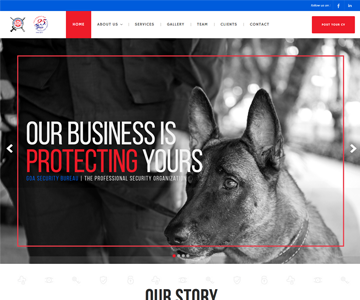 Follow us on:
HOME ABOUT US SERVICES GALLERY TEAM CLIENTS CONTACT
POST YOUR CV
OUR BUSINESS IS
PROTECTING YOURS
SECURITY BUREAU | THE PROFESSIONAL SECURITY ORGANIZATION
OUR STORY